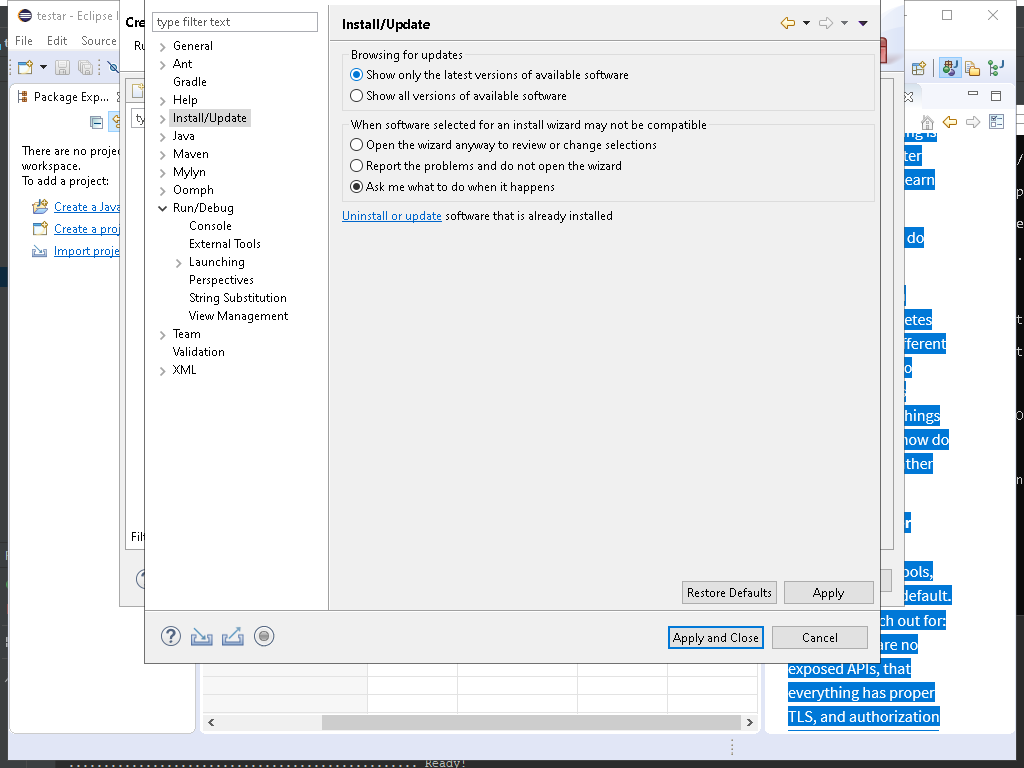 testar - Eclipse I
File Edit Source
Package Exp...
There are no proje
workspace.
To add a project:
Create a Java
Create a proj
Import proje
Cre
Ru
ty
Filt
type filter text
General
Ant
Gradle
Help
Install/Update
Java
Maven
Mylyn
Oomph
Run/Debug
Console
External Tools
Launching
Perspectives
String Substitution
View Management
Team
Validation
XML
Install/Update
Browsing for updates
Show only the latest versions of available software
Show all versions of available software
When software selected for an install wizard may not be compatible
Open the wizard anyway to review or change selections
Report the problems and do not open the wizard
Ask me what to do when it happens
Uninstall or update software that is already installed
Restore Defaults Apply
Apply and Close Cancel
ter
earn
do
etes
fferent
o
hings
now do
ther
r
ools,
default.
ch out for:
are no
exposed APIs, that
everything has proper
TLS, and authorization
Ready!